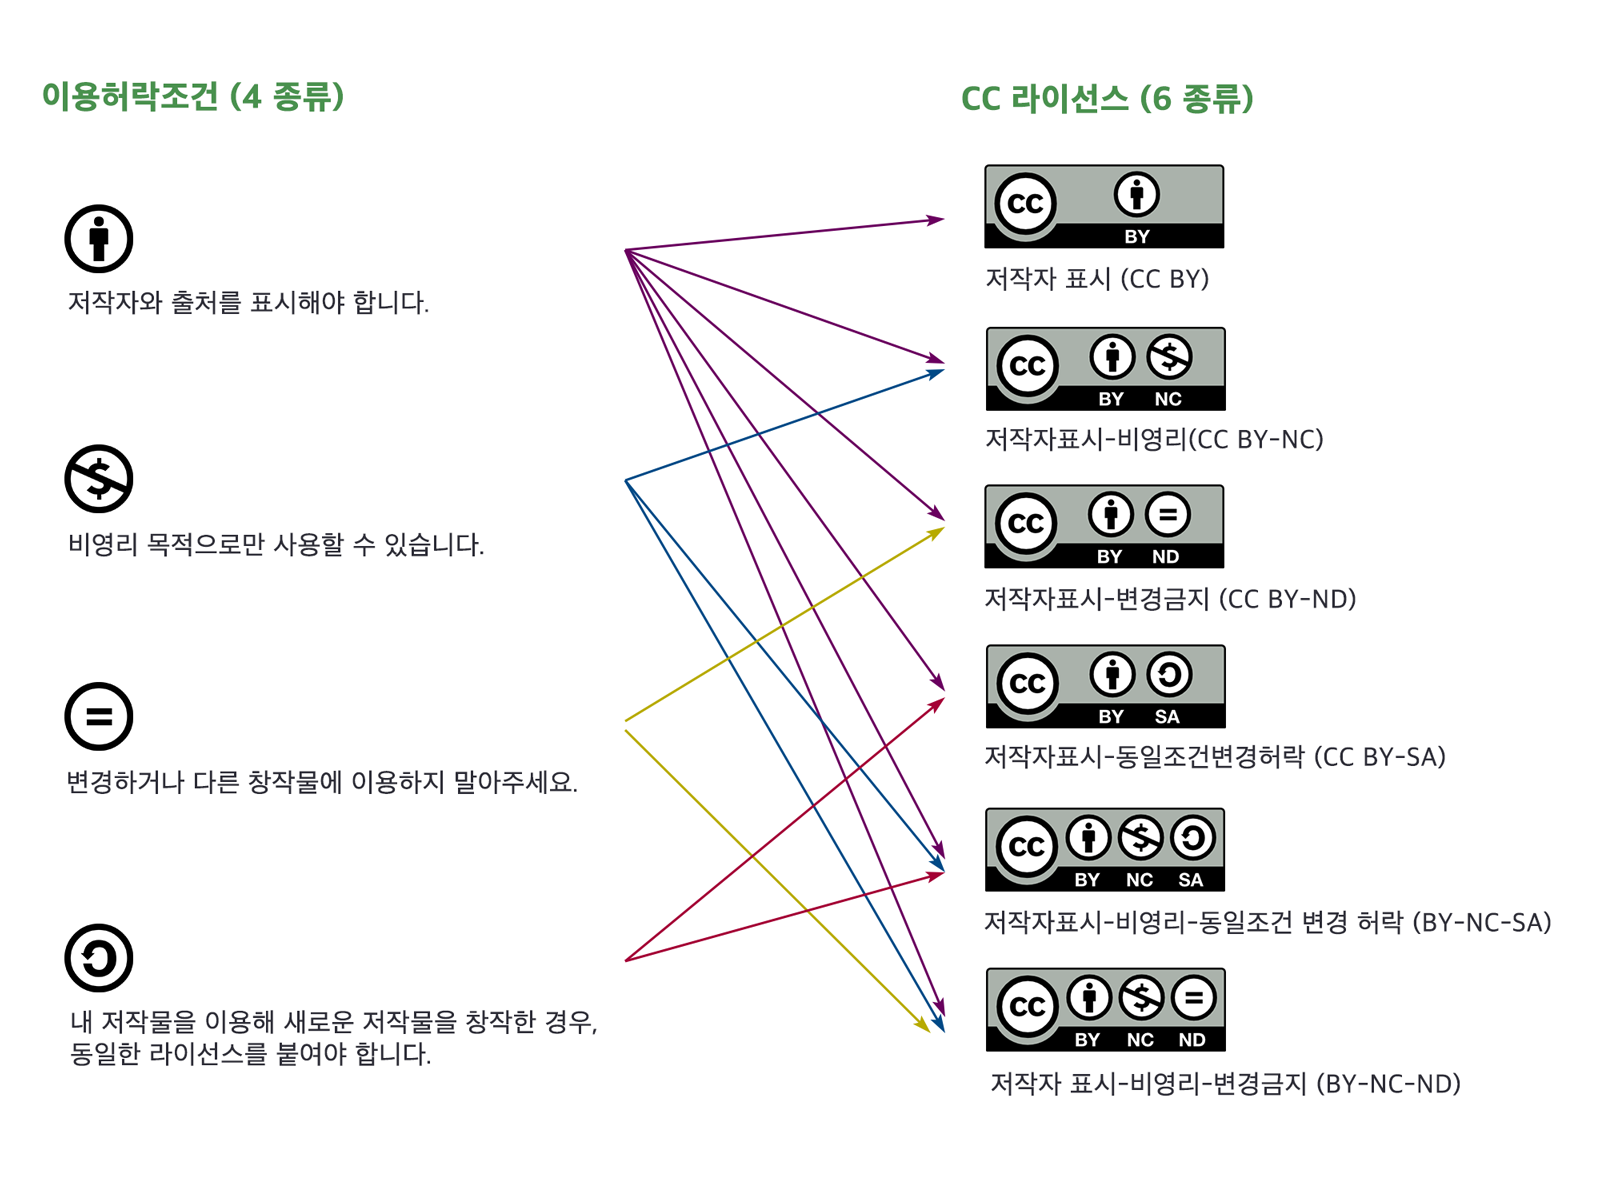 이용허락조건 (4 종류)
저작자와 출처를 표시해야 합니다.
비영리 목적으로만 사용할 수 있습니다.
변경하거나 다른 창작물에 이용하지 말아주세요.
내 저작물을 이용해 새로운 저작물을 창작한 경우,
동일한 라이선스를 붙여야 합니다.
CC 라이선스 (6 종류)
CC
BY
저작자 표시 (CC BY)
CC
BY NC
저작자표시-비영리(CC BY-NC)
CC
BY ND
저작자표시-변경금지 (CC BY-ND)
CC
BY SA
저작자표시-동일조건변경허락 (CC BY-SA)
CC
BY NC SA
저작자표시-비영리-동일조건 변경 허락 (BY-NC-SA)
CC
BY NC ND
저작자 표시-비영리-변경금지 (BY-NC-ND)